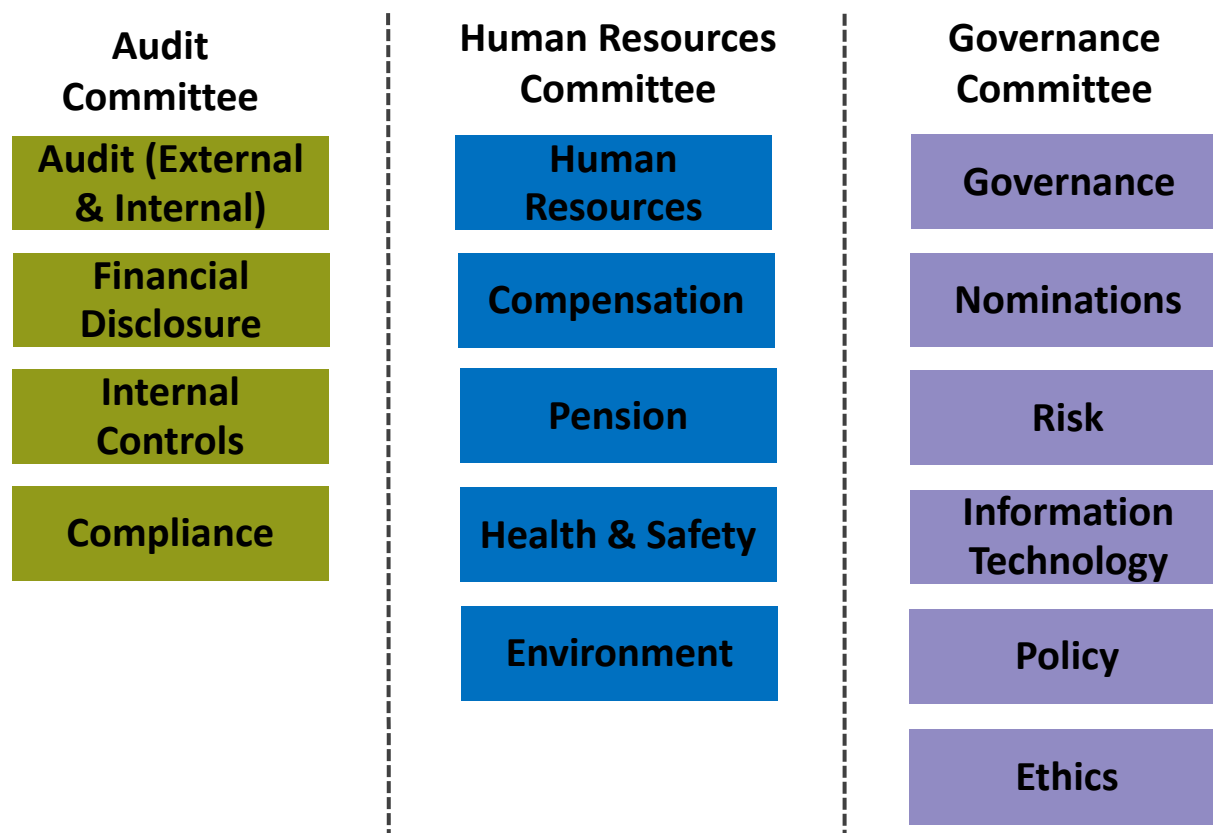 Audit
Committee
Audit (External
& Internal)
Financial
Disclosure
Internal
Controls
Compliance
Human Resources
Committee
Human
Resources
Compensation
Pension
Health & Safety
Environment
Governance
Committee
Governance
Nominations
Risk
Information
Technology
Policy
Ethics